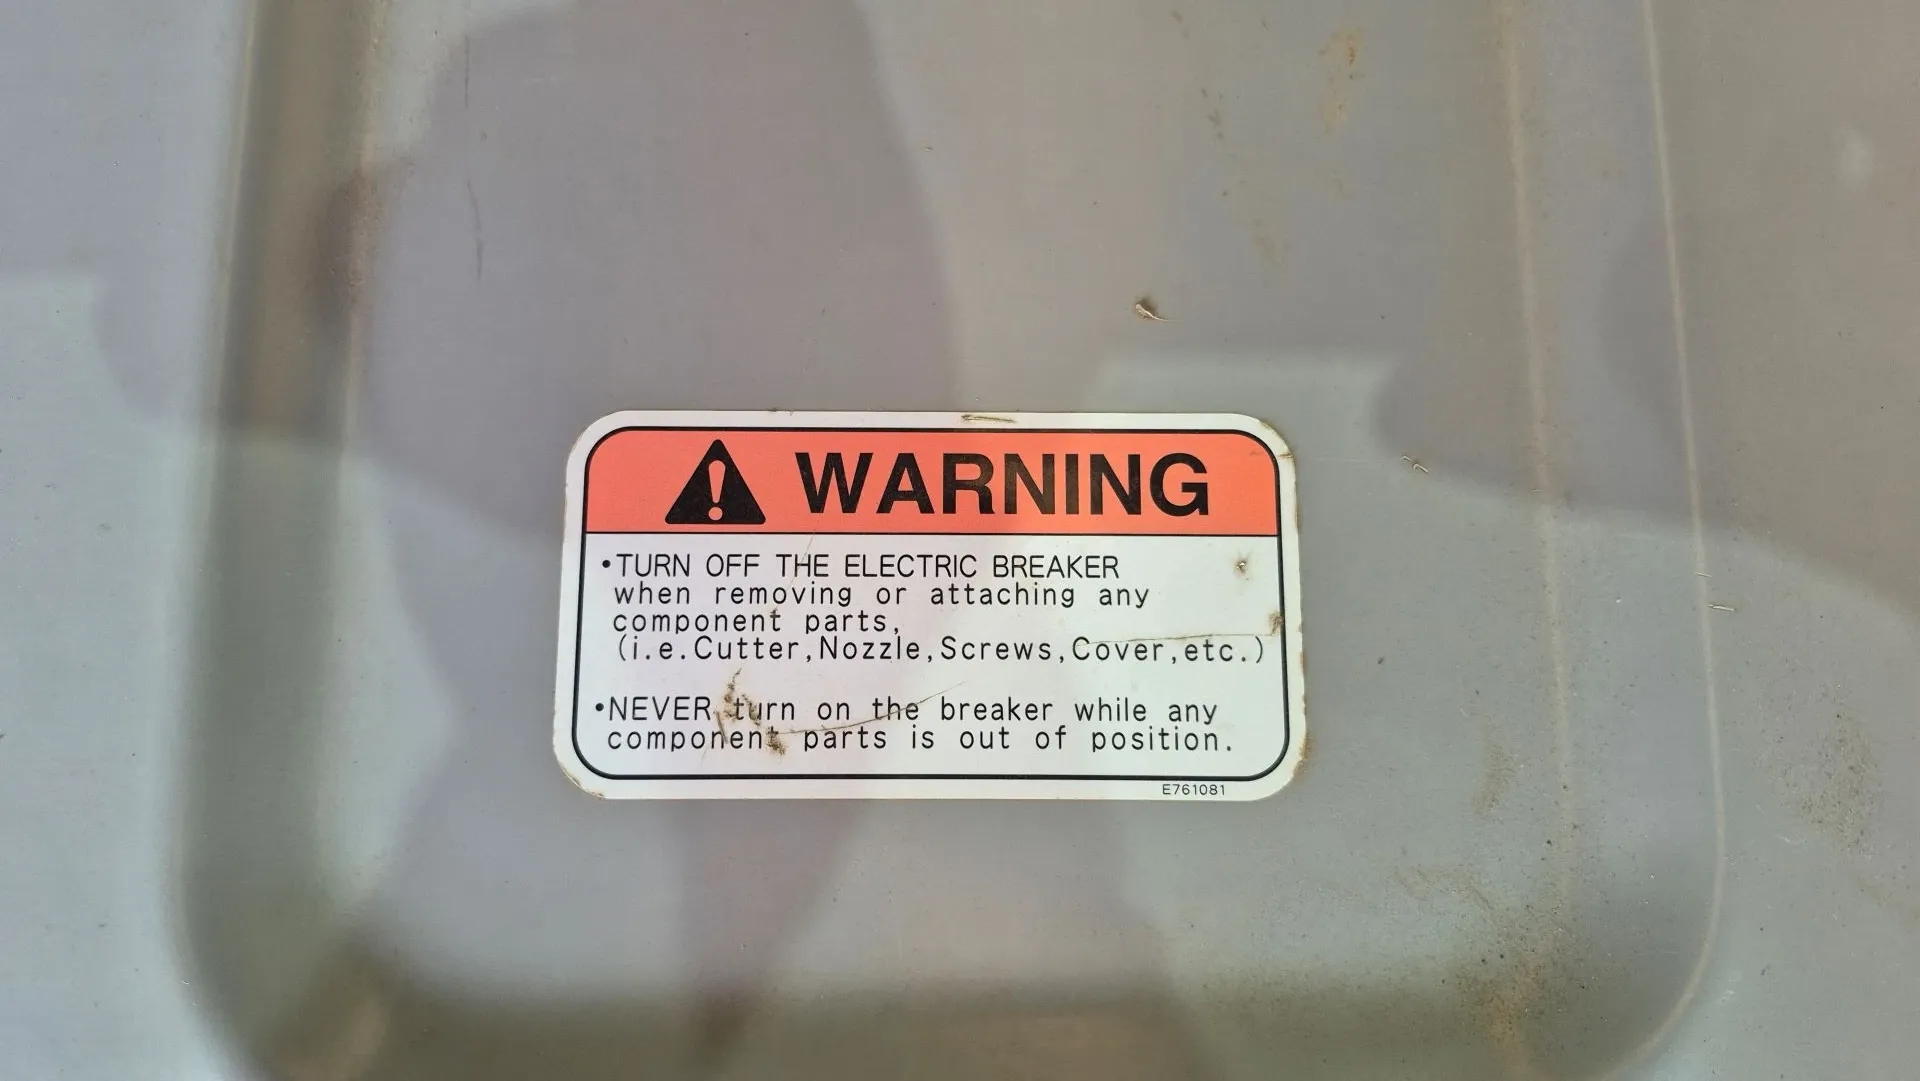 WARNING
•TURN OFF THE ELECTRIC BREAKER
when removing or attaching any
component parts,
(i.e.Cutter,Nozzle,Screws,Cover,etc.)
•NEVER turn on the breaker while any
component parts is out of position.
E761081